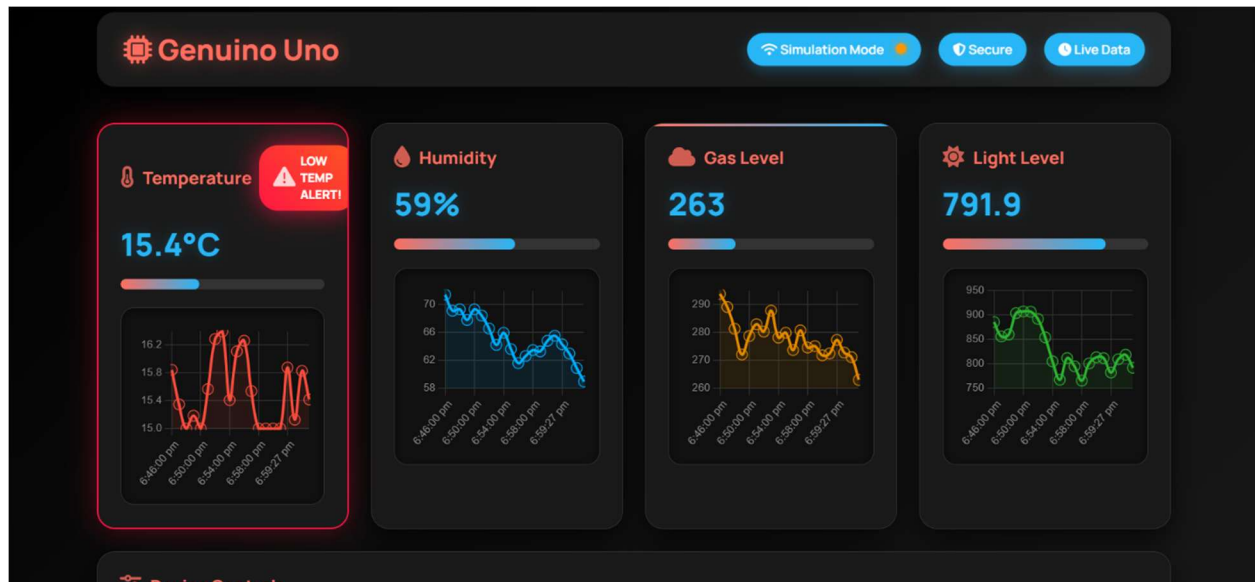 Genuino Uno
Simulation Mode
Secure
Live Data
Temperature
LOW
TEMP
ALERT!
15.4°C
16.2
15.8
15.4
15.0
6:46:00 pm
6:50:00 pm
6:54:00 pm
6:58:00 pm
6:59:27 pm
Humidity
59%
70
66
62
58
6:46:00 pm
6:50:00 pm
6:54:00 pm
6:58:00 pm
6:59:27 pm
Gas Level
263
290
280
270
260
6:46:00 pm
6:50:00 pm
6:54:00 pm
6:58:00 pm
6:59:27 pm
Light Level
791.9
950
900
850
800
750
6:46:00 pm
6:50:00 pm
6:54:00 pm
6:58:00 pm
6:59:27 pm